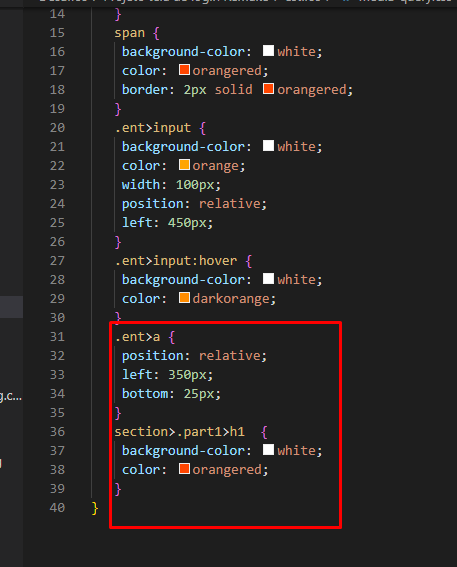 14 }
15 span {
16 background-color: white;
17 color: orangered;
18 border: 2px solid orangered;
19 }
20 .ent>input {
21 background-color: white;
22 color: orange;
23 width: 100px;
24 position: relative;
25 left: 450px;
26 }
27 .ent>input:hover {
28 background-color: white;
29 color: darkorange;
30 }
31 .ent>a {
32 position: relative;
33 left: 350px;
34 bottom: 25px;
35 }
36 section>.part1>h1  {
37 background-color: white;
38 color: orangered;
39 }
40 }
g.c...